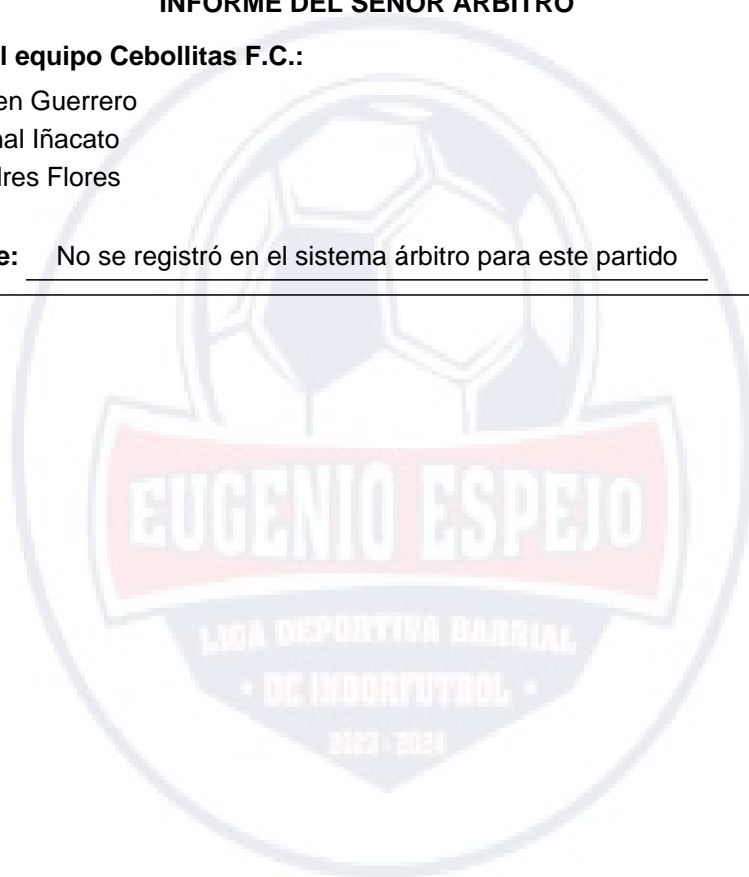 INFORME DEL SEÑOR ÁRBITRO
l equipo Cebollitas F.C.:
en Guerrero
nal Iñacato
dres Flores
e: No se registró en el sistema árbitro para este partido
EUGENIO ESPEJO
LIGA DEPORTIVA BARRIAL
• DE INDORFUTBOL •
2023 - 2024